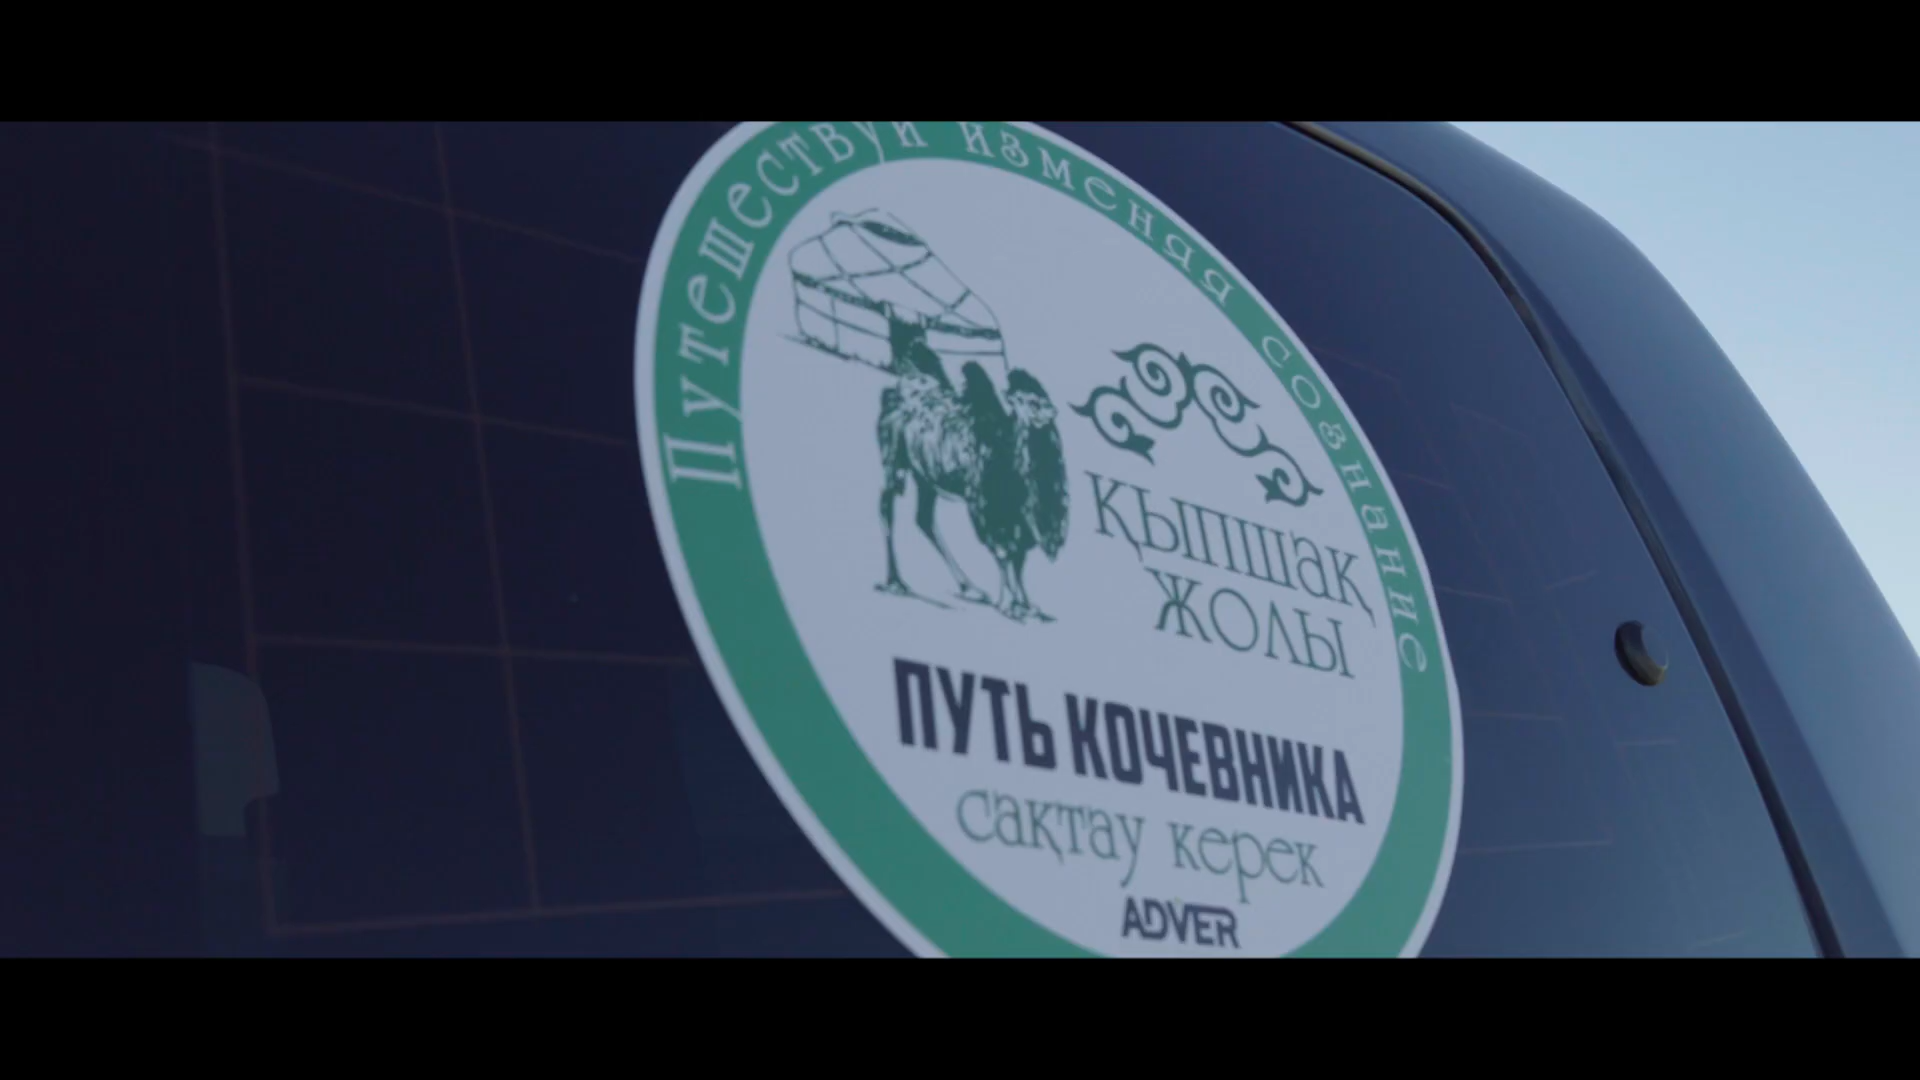 Путешествуй изменяя сознание
ҚЫПШАҚ
ЖОЛЫ
ПУТЬ КОЧЕВНИКА
сақтау керек
ADVER